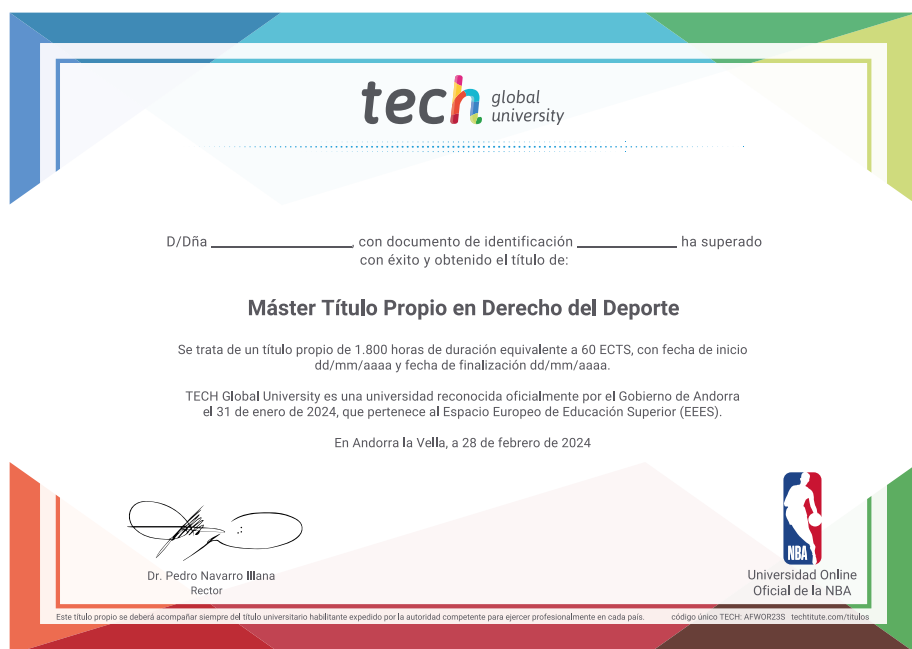 tech global university
D/Dña ____________________, con documento de identificación ______________ ha superado
con éxito y obtenido el título de:
Máster Título Propio en Derecho del Deporte
Se trata de un título propio de 1.800 horas de duración equivalente a 60 ECTS, con fecha de inicio
dd/mm/aaaa y fecha de finalización dd/mm/aaaa.
TECH Global University es una universidad reconocida oficialmente por el Gobierno de Andorra
el 31 de enero de 2024, que pertenece al Espacio Europeo de Educación Superior (EEES).
En Andorra la Vella, a 28 de febrero de 2024
Dr. Pedro Navarro Illana
Rector
NBA
Universidad Online
Oficial de la NBA
Este título propio se deberá acompañar siempre del título universitario habilitante expedido por la autoridad competente para ejercer profesionalmente en cada país. código único TECH: AFWOR23S techtitute.com/titulos